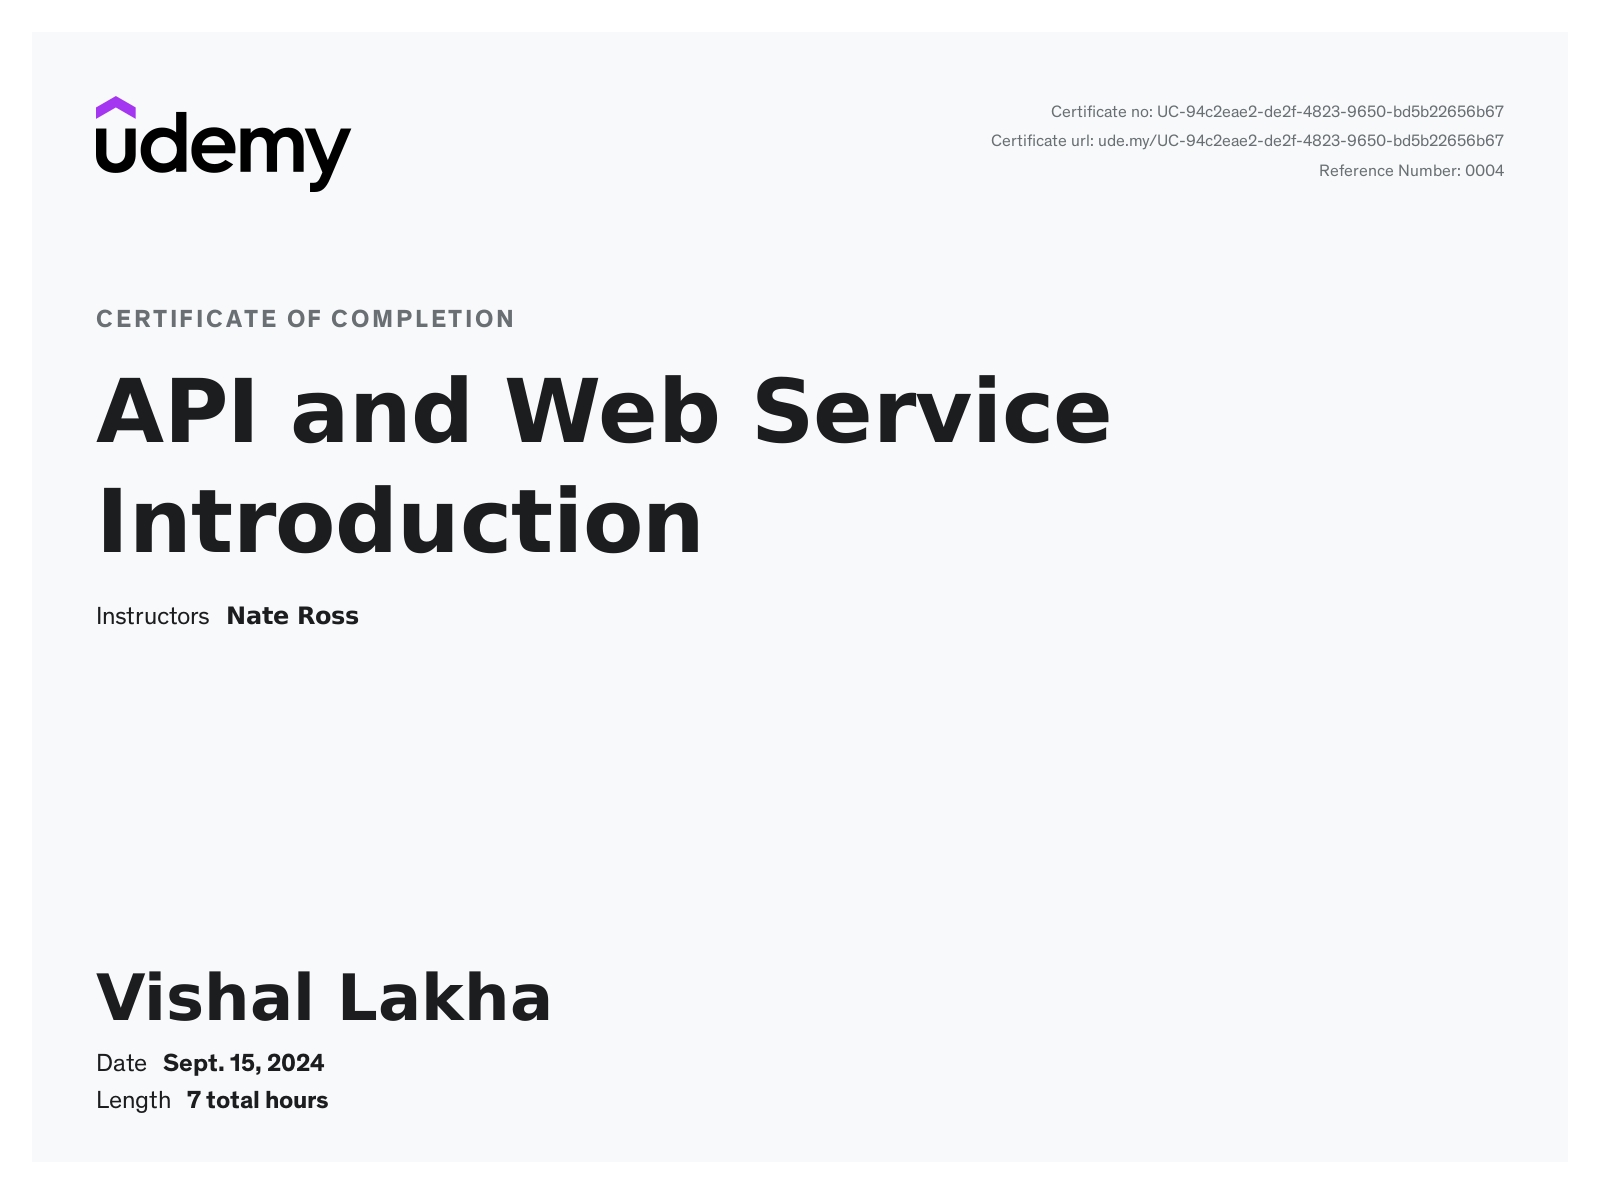 udemy
Certificate no: UC-94c2eae2-de2f-4823-9650-bd5b22656b67
Certificate url: ude.my/UC-94c2eae2-de2f-4823-9650-bd5b22656b67
Reference Number: 0004
CERTIFICATE OF COMPLETION
API and Web Service
Introduction
Instructors Nate Ross
Vishal Lakha
Date Sept. 15, 2024
Length 7 total hours